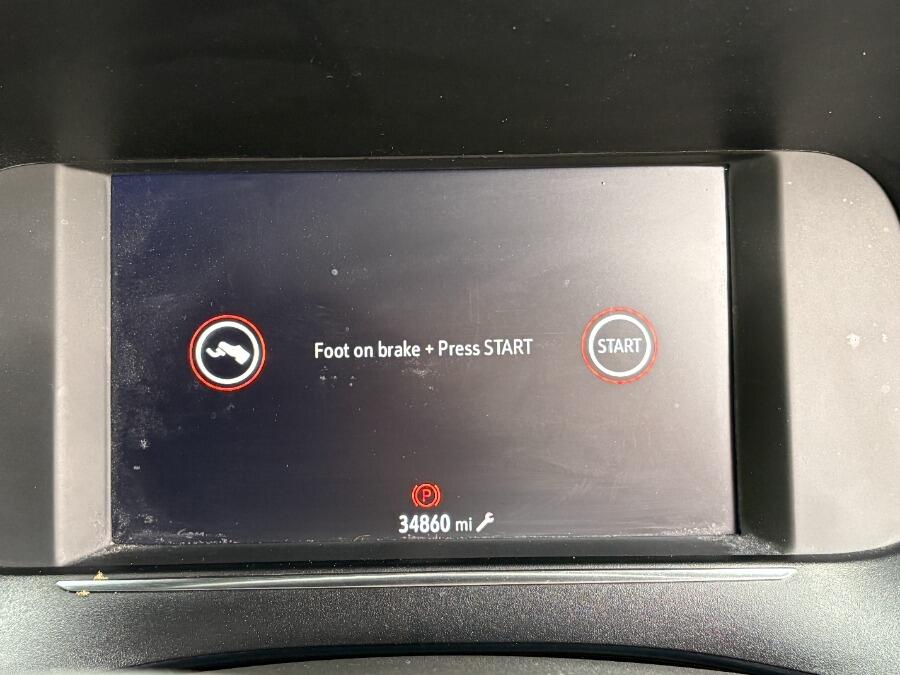 Foot on brake + Press START
START
P
34860 mi